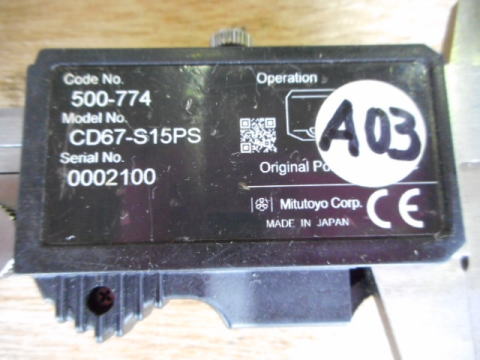 Code No.
500-774
Model No.
CD67-S15PS
Serial No.
0002100
Operation
A03
Original
Mitutoyo Corp.
MADE IN JAPAN
CE